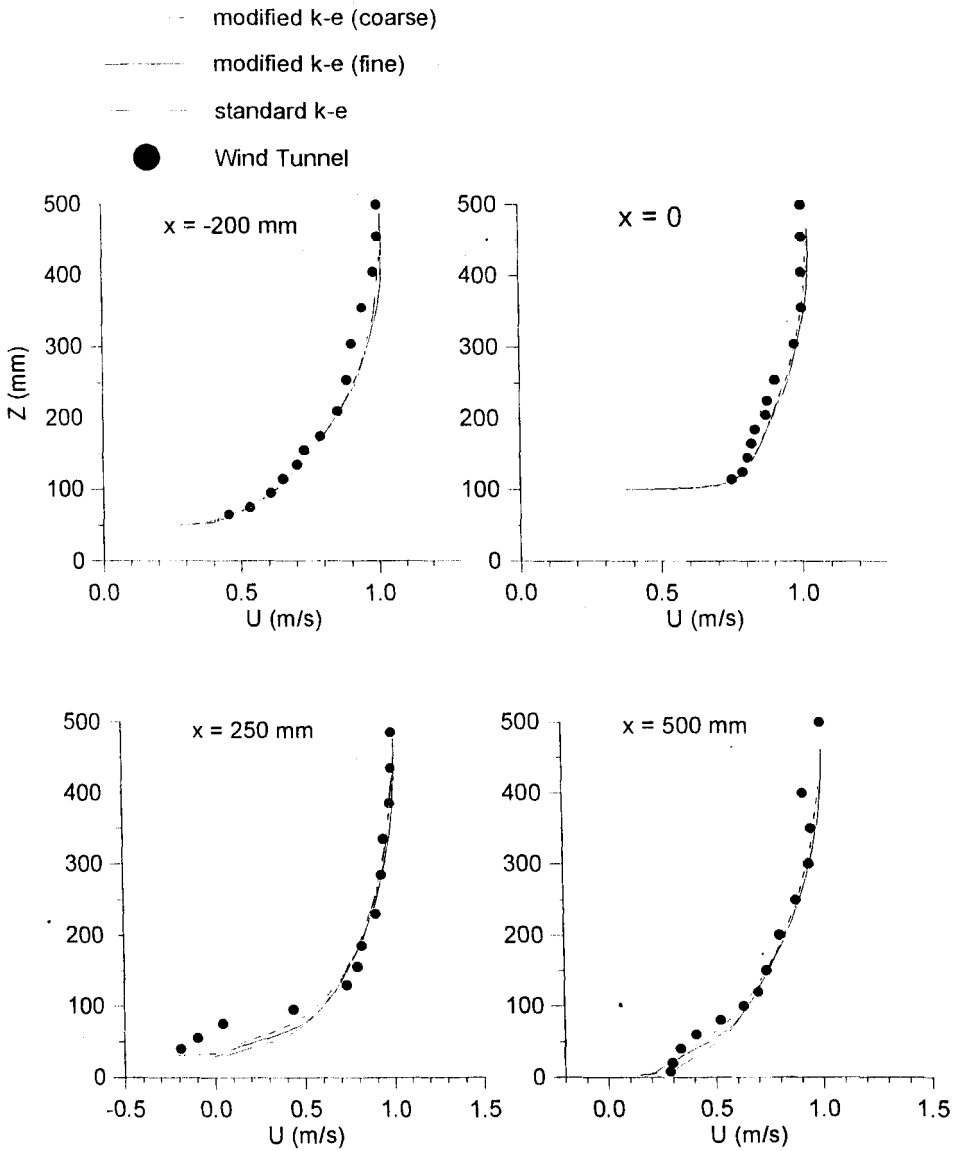 modified k-e (coarse)
modified k-e (fine)
standard k-e
Wind Tunnel
x = -200 mm
500
400
300
200
100
0
Z (mm)
0.0 0.5 1.0
U (m/s)
x = 0
500
400
300
200
100
0
0.0 0.5 1.0
U (m/s)
x = 250 mm
500
400
300
200
100
0
-0.5 0.0 0.5 1.0 1.5
U (m/s)
x = 500 mm
500
400
300
200
100
0
0.0 0.5 1.0 1.5
U (m/s)